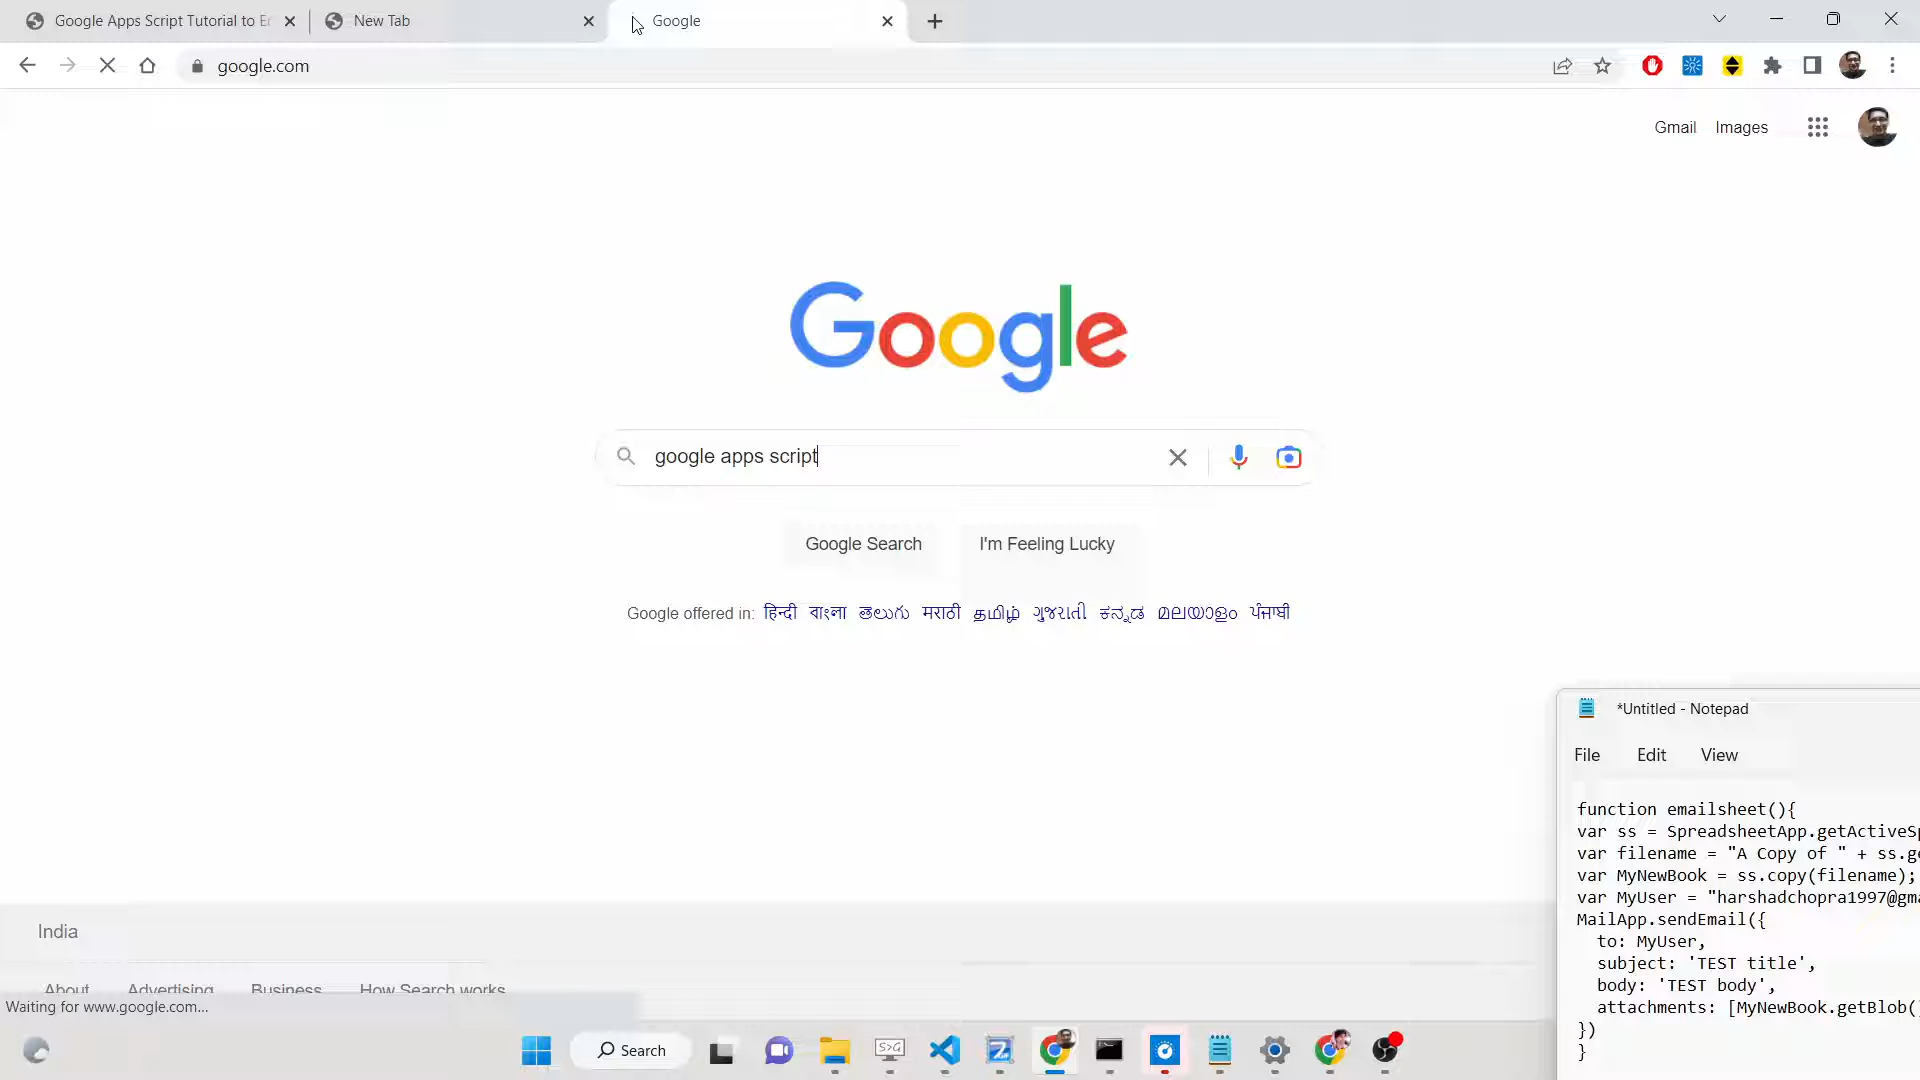 Google Apps Script Tutorial to Er
New Tab
Google
google.com
Gmail Images
Google
google apps script
Google Search I'm Feeling Lucky
Google offered in: हिन्दी বাংলা తెలుగు मराठी தமிழ் ગુજરાતી ಕನ್ನಡ മലയാളം ਪੰਜਾਬੀ
*Untitled - Notepad
File Edit View
function emailsheet(){
var ss = SpreadsheetApp.getActiveSp
var filename = "A Copy of " + ss.ge
var MyNewBook = ss.copy(filename);
var MyUser = "harshadchopra1997@gma
MailApp.sendEmail({
to: MyUser,
subject: 'TEST title',
body: 'TEST body',
attachments: [MyNewBook.getBlob()
})
}
India
About Advertising Business How Search works
Waiting for www.google.com...
Search